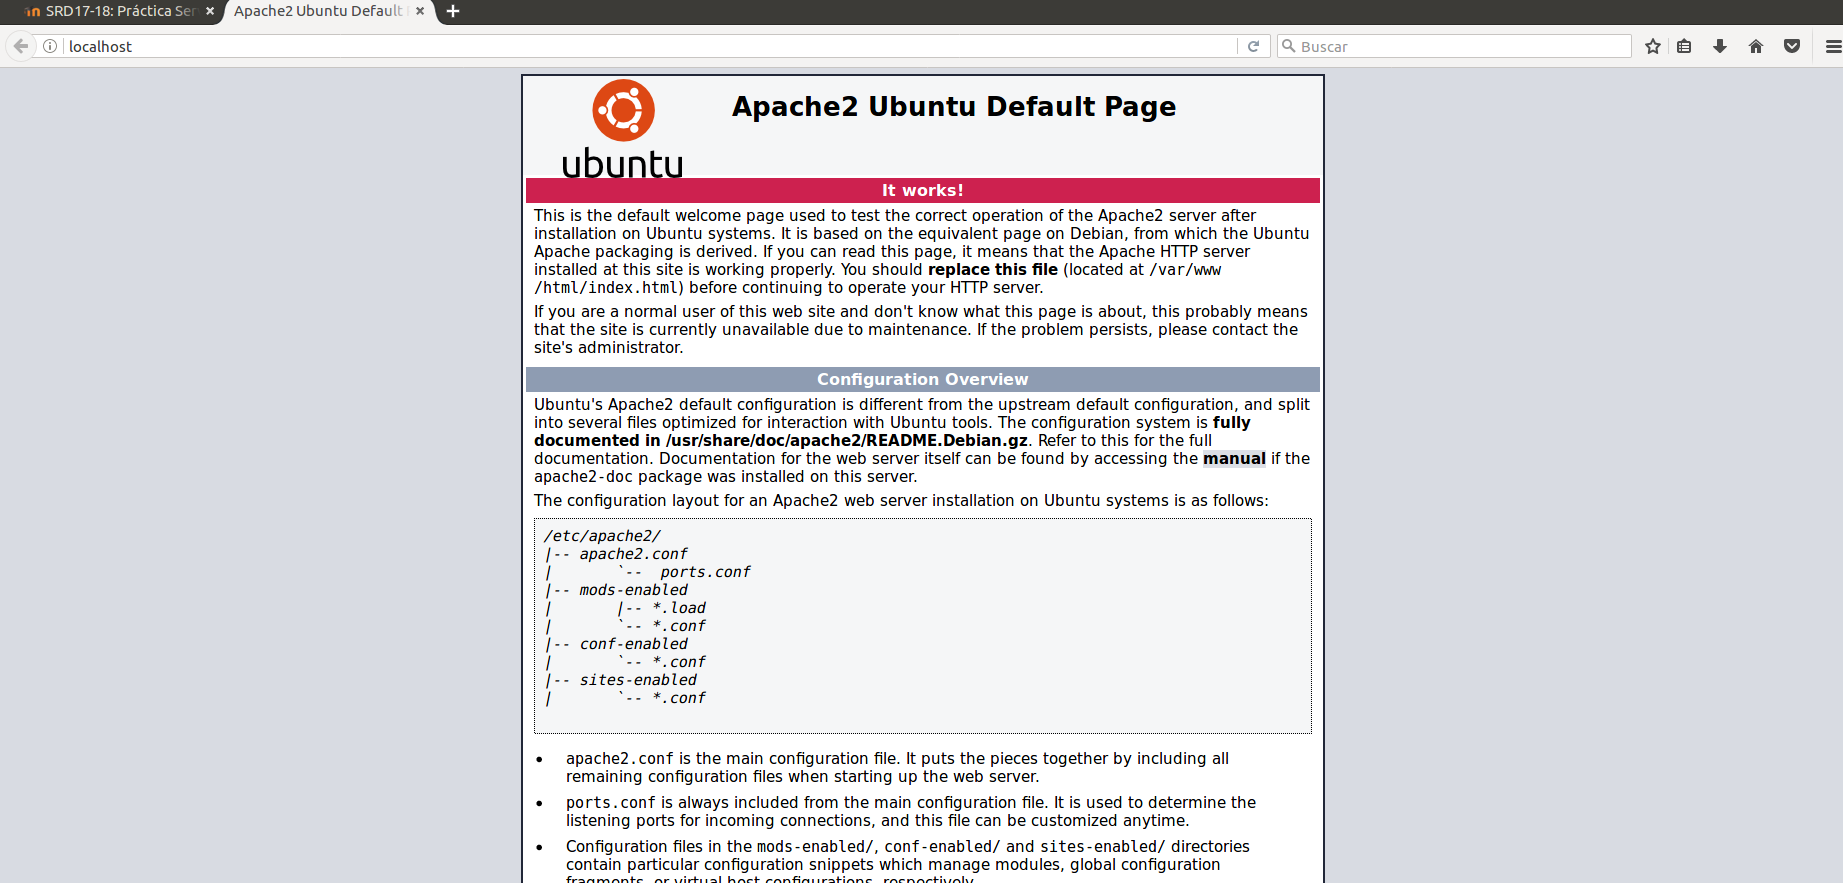 SRD17-18: Práctica Ser
Apache2 Ubuntu Default
localhost
Buscar
ubuntu
Apache2 Ubuntu Default Page
It works!
This is the default welcome page used to test the correct operation of the Apache2 server after
installation on Ubuntu systems. It is based on the equivalent page on Debian, from which the Ubuntu
Apache packaging is derived. If you can read this page, it means that the Apache HTTP server
installed at this site is working properly. You should replace this file (located at /var/www
/html/index.html) before continuing to operate your HTTP server.
If you are a normal user of this web site and don't know what this page is about, this probably means
that the site is currently unavailable due to maintenance. If the problem persists, please contact the
site's administrator.
Configuration Overview
Ubuntu's Apache2 default configuration is different from the upstream default configuration, and split
into several files optimized for interaction with Ubuntu tools. The configuration system is fully
documented in /usr/share/doc/apache2/README.Debian.gz. Refer to this for the full
documentation. Documentation for the web server itself can be found by accessing the manual if the
apache2-doc package was installed on this server.
The configuration layout for an Apache2 web server installation on Ubuntu systems is as follows:
/etc/apache2/
|-- apache2.conf
|       `--  ports.conf
|-- mods-enabled
|       |-- *.load
|       `-- *.conf
|-- conf-enabled
|       `-- *.conf
|-- sites-enabled
|       `-- *.conf
• apache2.conf is the main configuration file. It puts the pieces together by including all
remaining configuration files when starting up the web server.
• ports.conf is always included from the main configuration file. It is used to determine the
listening ports for incoming connections, and this file can be customized anytime.
• Configuration files in the mods-enabled/, conf-enabled/ and sites-enabled/ directories
contain particular configuration snippets which manage modules, global configuration
fragments, or virtual host configurations, respectively.